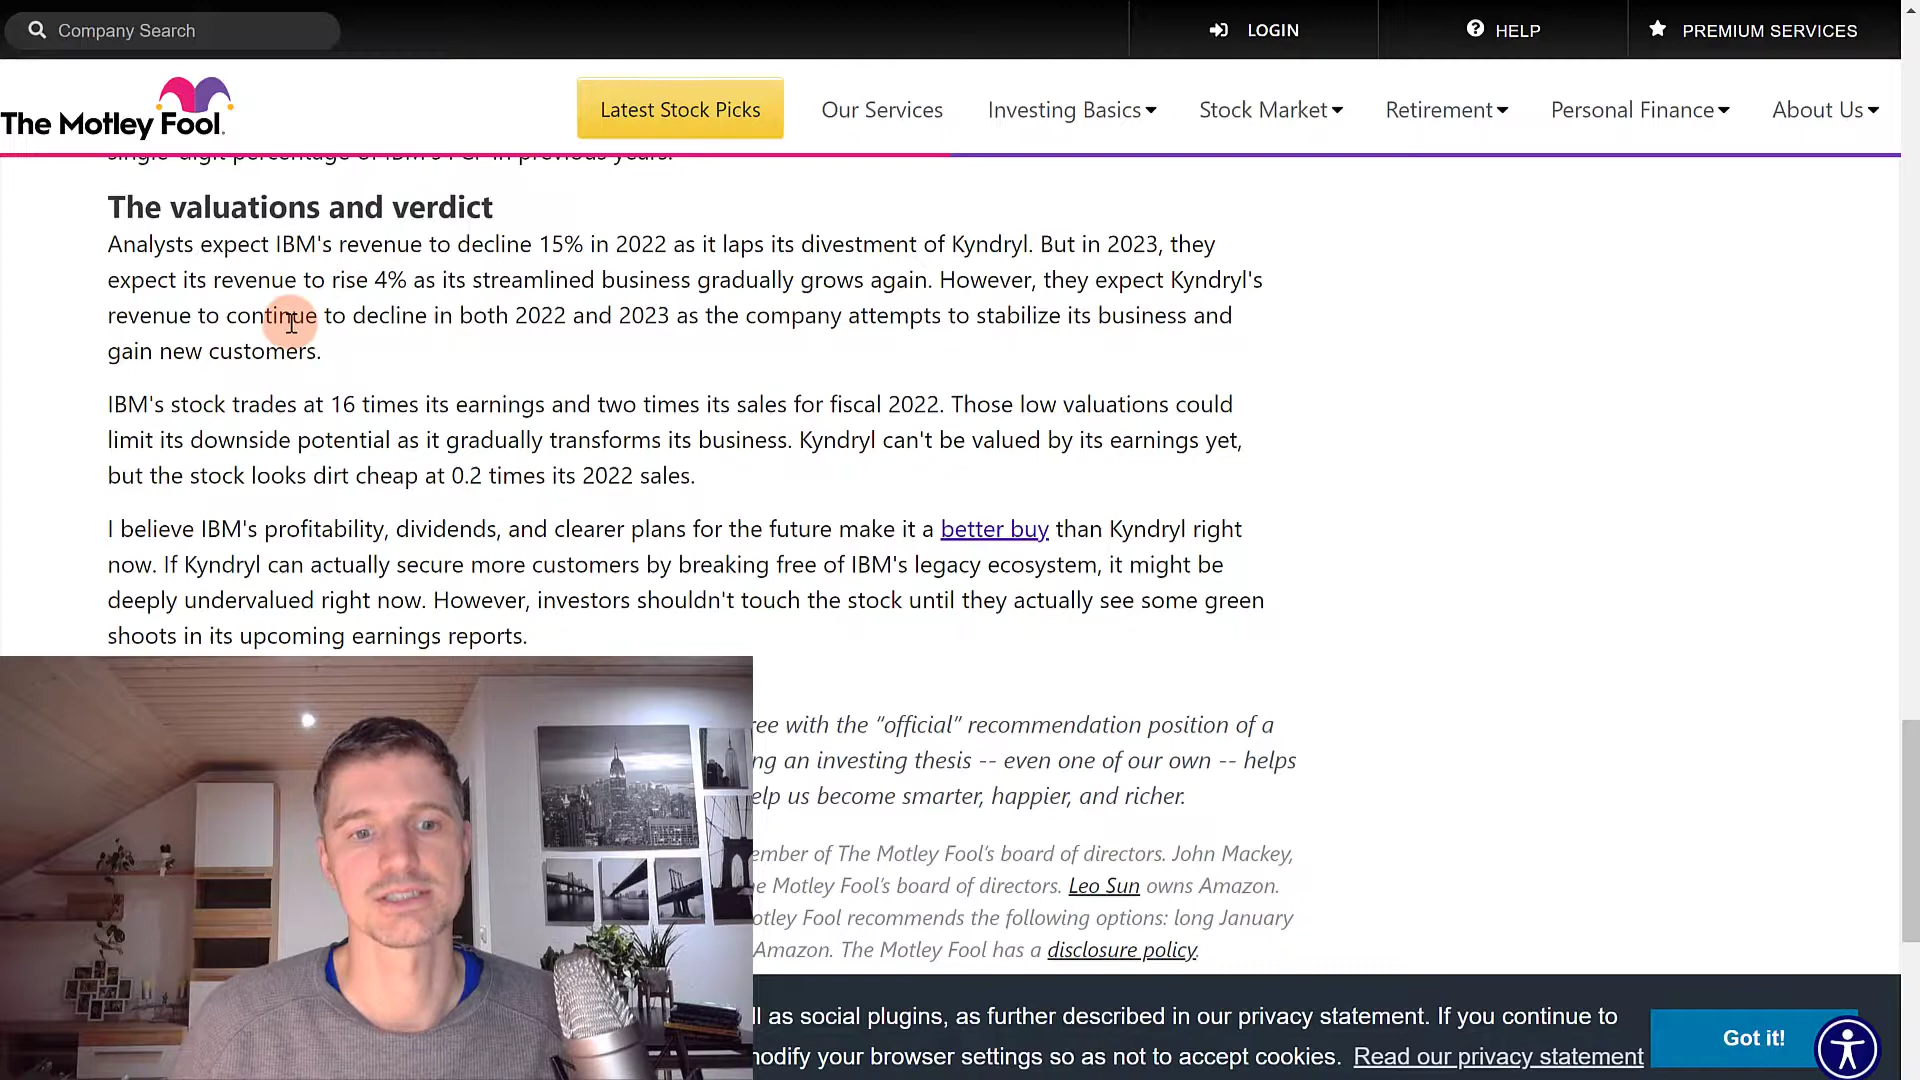 Company Search
LOGIN
HELP
PREMIUM SERVICES
The Motley Fool.
Latest Stock Picks
Our Services
Investing Basics
Stock Market
Retirement
Personal Finance
About Us
single-digit percentage of IBM's FCF in previous years.
The valuations and verdict
Analysts expect IBM's revenue to decline 15% in 2022 as it laps its divestment of Kyndryl. But in 2023, they
expect its revenue to rise 4% as its streamlined business gradually grows again. However, they expect Kyndryl's
revenue to continue to decline in both 2022 and 2023 as the company attempts to stabilize its business and
gain new customers.
IBM's stock trades at 16 times its earnings and two times its sales for fiscal 2022. Those low valuations could
limit its downside potential as it gradually transforms its business. Kyndryl can't be valued by its earnings yet,
but the stock looks dirt cheap at 0.2 times its 2022 sales.
I believe IBM's profitability, dividends, and clearer plans for the future make it a better buy than Kyndryl right
now. If Kyndryl can actually secure more customers by breaking free of IBM's legacy ecosystem, it might be
deeply undervalued right now. However, investors shouldn't touch the stock until they actually see some green
shoots in its upcoming earnings reports.
ree with the “official” recommendation position of a
ng an investing thesis -- even one of our own -- helps
elp us become smarter, happier, and richer.
ember of The Motley Fool’s board of directors. John Mackey,
e Motley Fool’s board of directors. Leo Sun owns Amazon.
otley Fool recommends the following options: long January
Amazon. The Motley Fool has a disclosure policy.
ll as social plugins, as further described in our privacy statement. If you continue to
nodify your browser settings so as not to accept cookies. Read our privacy statement
Got it!